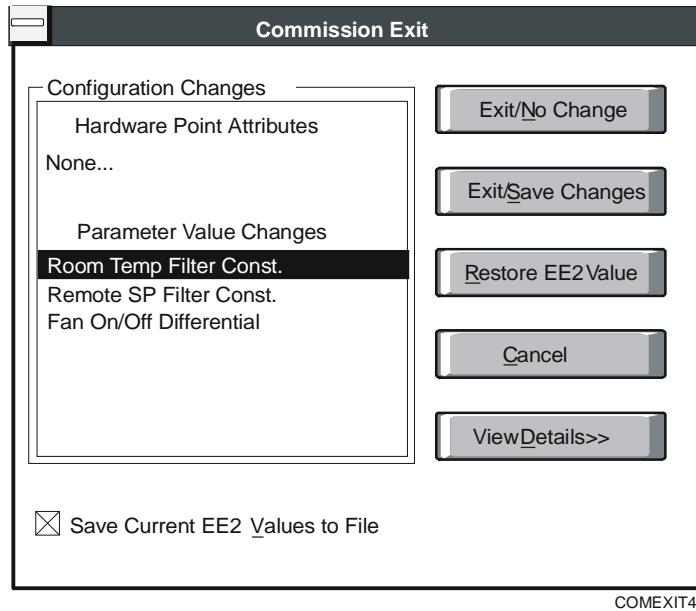 Commission Exit
Configuration Changes
Hardware Point Attributes
None...
Parameter Value Changes
Room Temp Filter Const.
Remote SP Filter Const.
Fan On/Off Differential
Exit/No Change
Exit/Save Changes
Restore EE2 Value
Cancel
View Details>>
Save Current EE2 Values to File
COMEXIT4